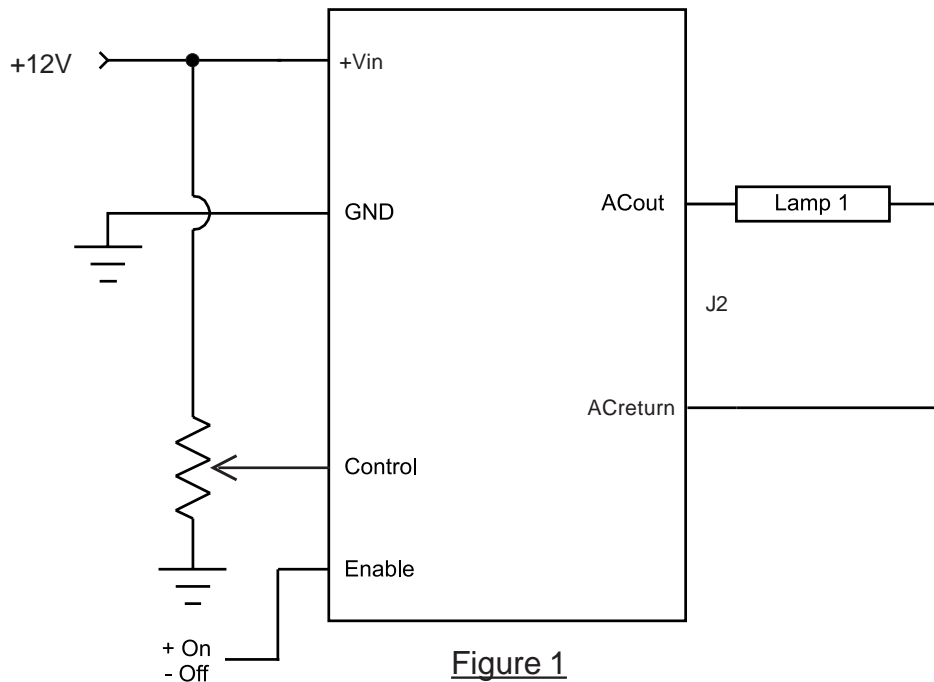 +12V
+Vin
GND
ACout
Lamp 1
J2
ACreturn
Control
Enable
+ On
- Off
Figure 1